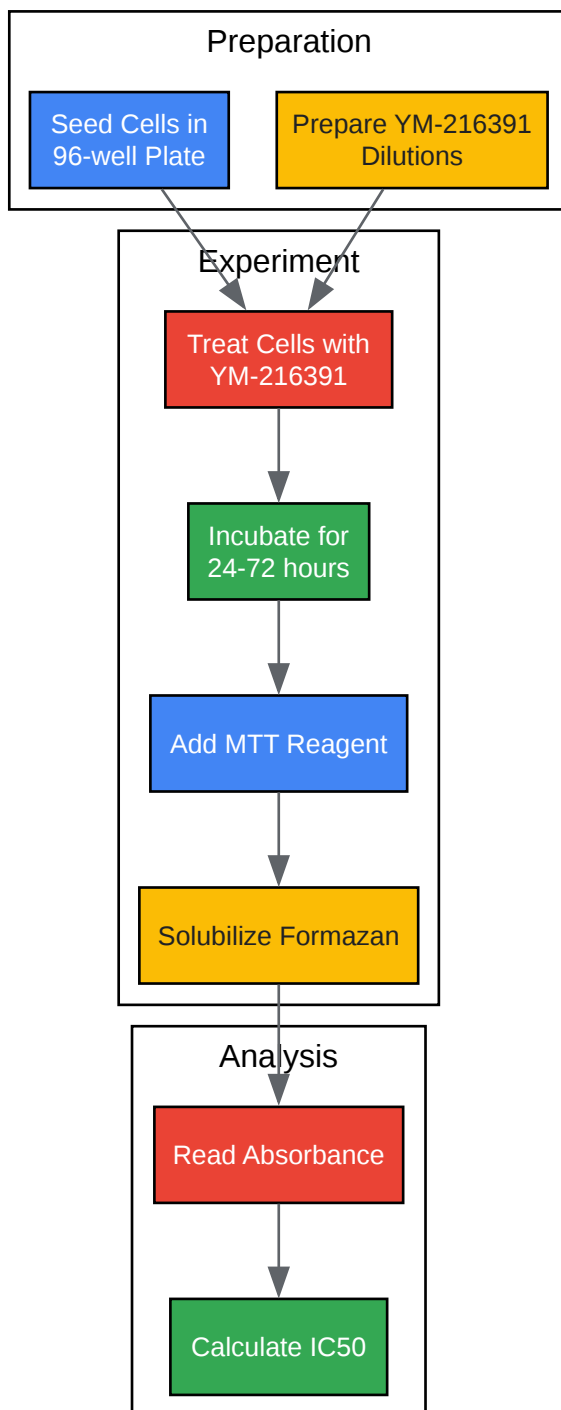 Preparation
Seed Cells in
96-well Plate
Prepare YM-216391
Dilutions
Experiment
Treat Cells with
YM-216391
Incubate for
24-72 hours
Add MTT Reagent
Solubilize Formazan
Analysis
Read Absorbance
Calculate IC50